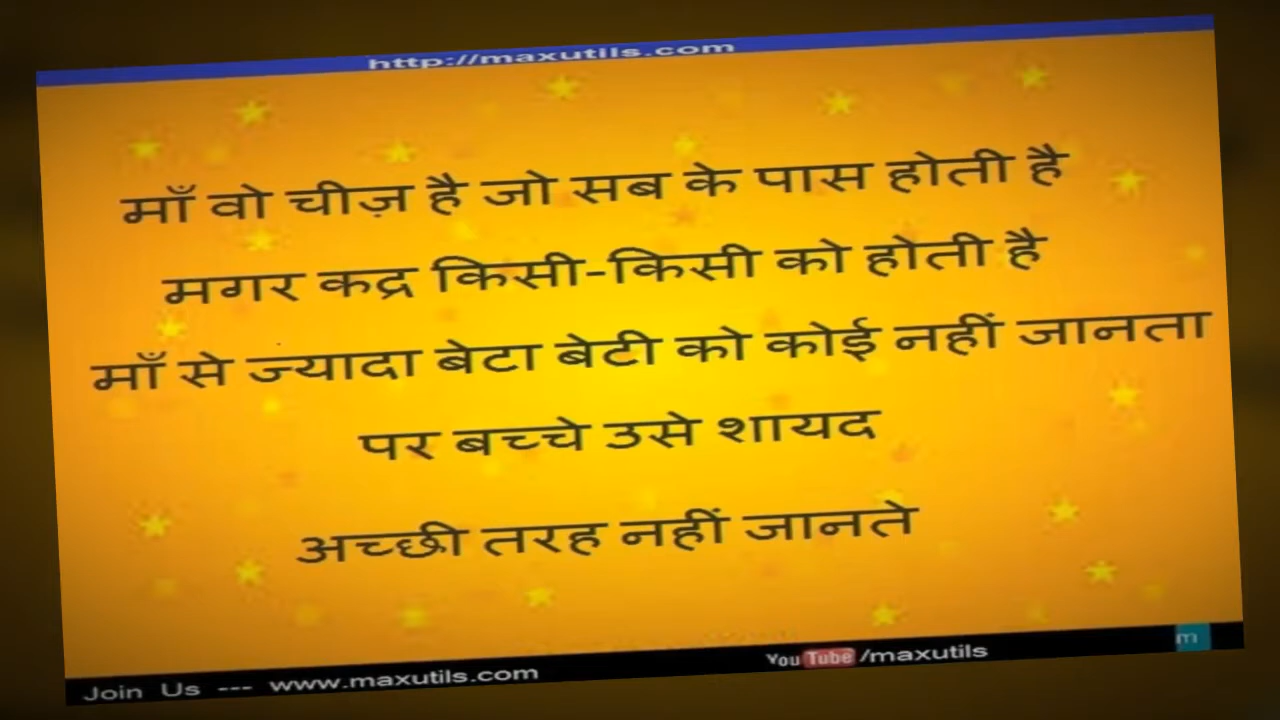 http://maxutils.com
माँ वो चीज़ है जो सब के पास होती है
मगर कद्र किसी-किसी को होती है
माँ से ज्यादा बेटा बेटी को कोई नहीं जानता
पर बच्चे उसे शायद
अच्छी तरह नहीं जानते
Join Us --- www.maxutils.com
YouTube /maxutils
m